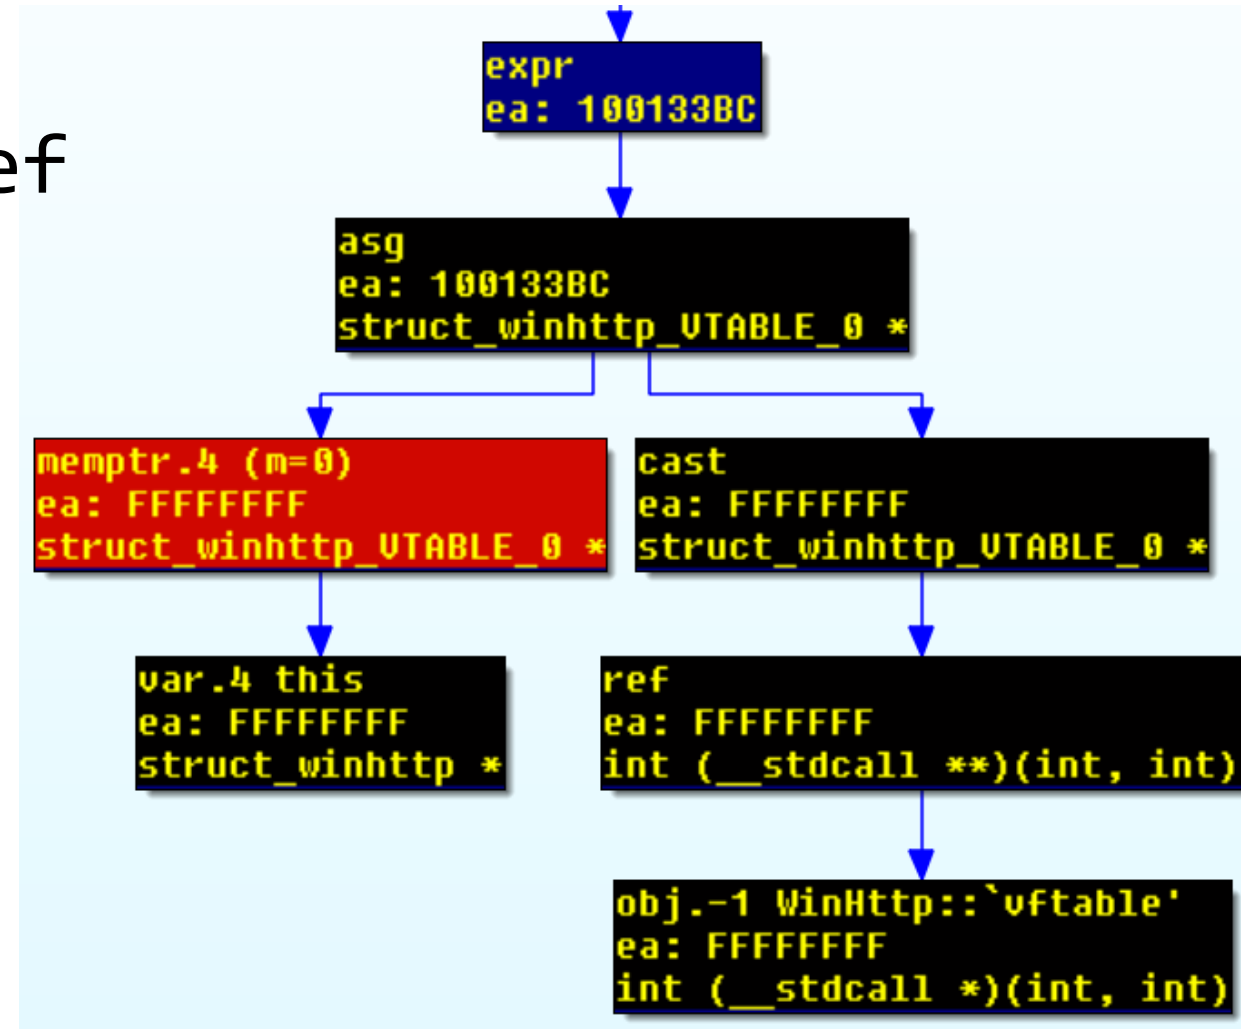 expr
ea: 100133BC
ef
asg
ea: 100133BC
struct_winhttp_VTABLE_0 *
memptr.4 (m=0)
ea: FFFFFFFF
struct_winhttp_VTABLE_0 *
cast
ea: FFFFFFFF
struct_winhttp_VTABLE_0 *
var.4 this
ea: FFFFFFFF
struct_winhttp *
ref
ea: FFFFFFFF
int (__stdcall **)(int, int)
obj.-1 WinHttp::`vftable'
ea: FFFFFFFF
int (__stdcall *)(int, int)